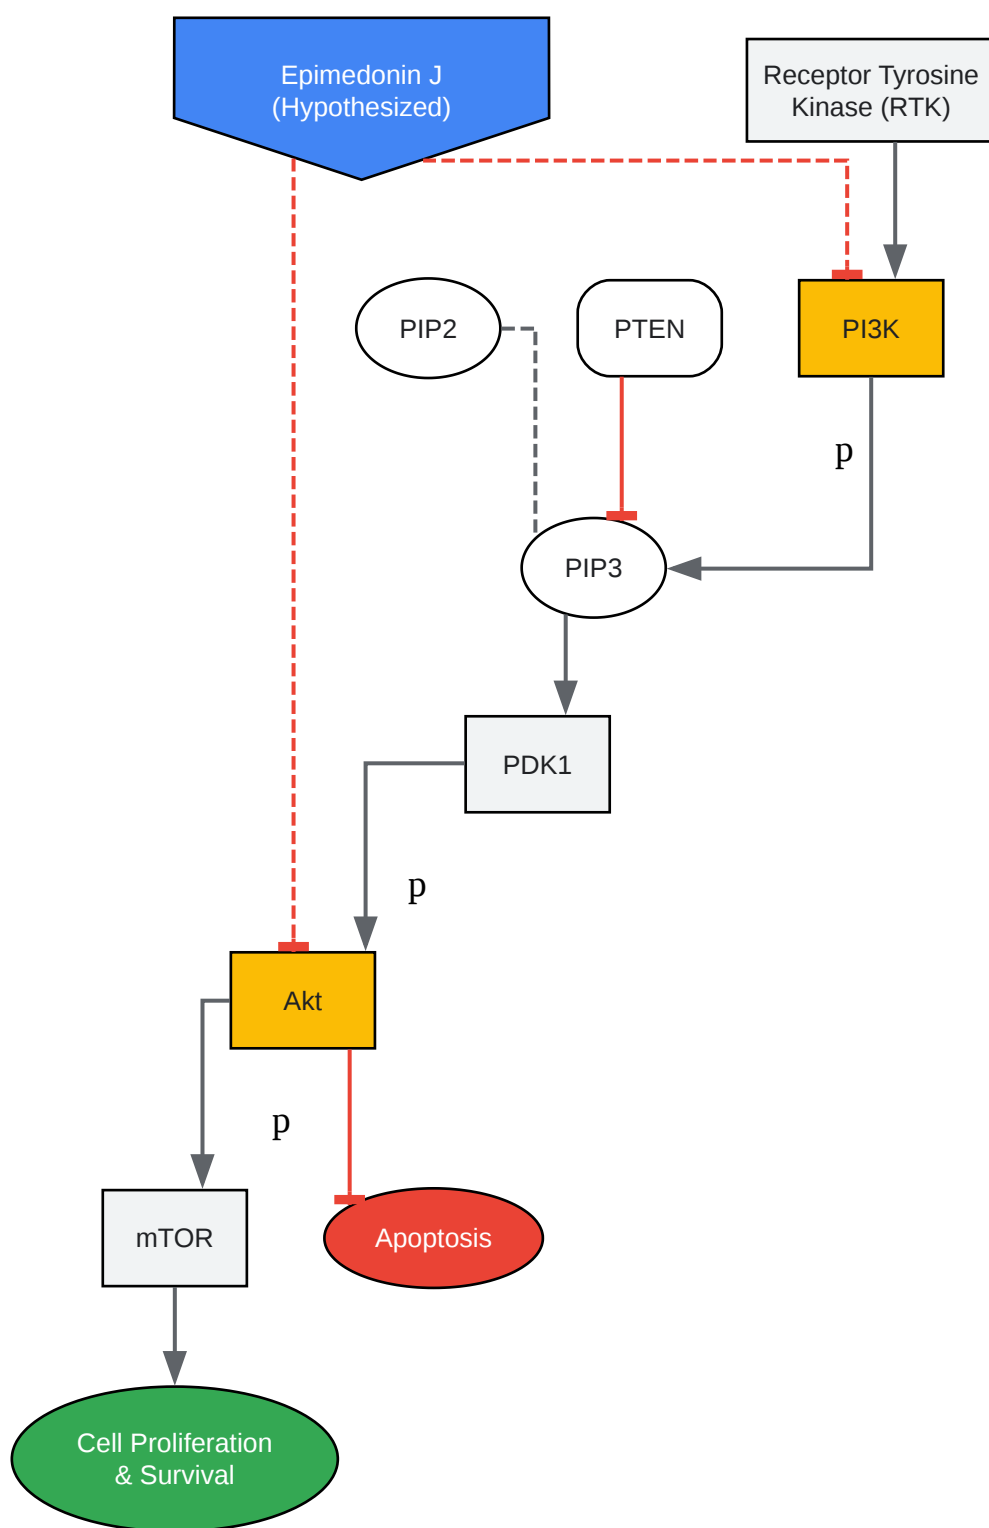 Epimedonin J
(Hypothesized)
Receptor Tyrosine
Kinase (RTK)
PIP2
PTEN
PI3K
p
PIP3
PDK1
p
Akt
p
mTOR
Apoptosis
Cell Proliferation
& Survival